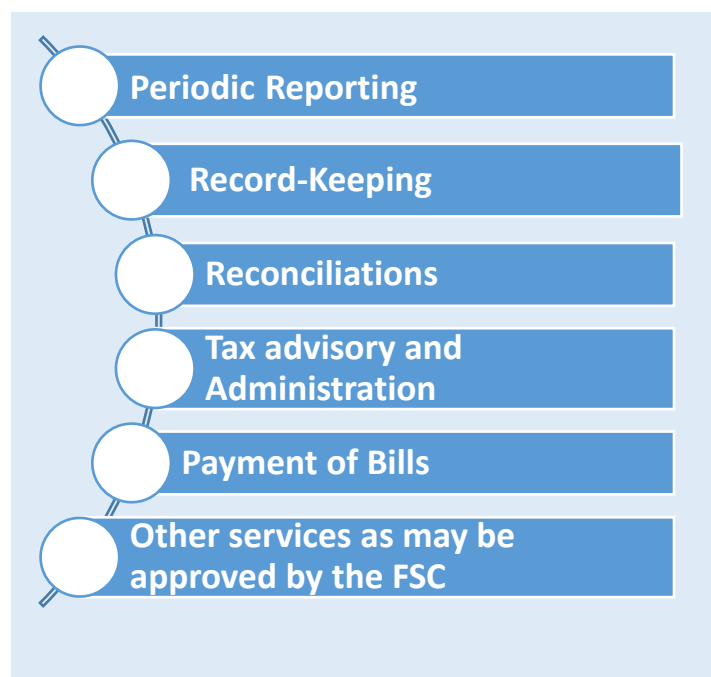 Periodic Reporting
Record-Keeping
Reconciliations
Tax advisory and
Administration
Payment of Bills
Other services as may be
approved by the FSC